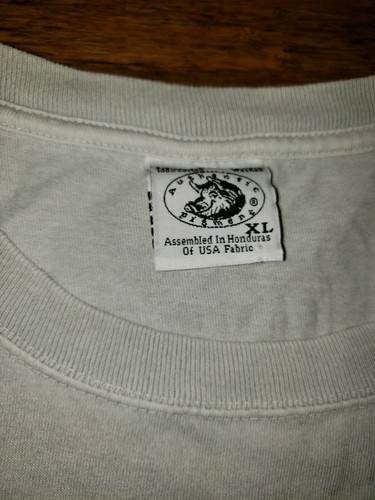 Authentic
pigment ®
XL
Assembled In Honduras
Of USA Fabric